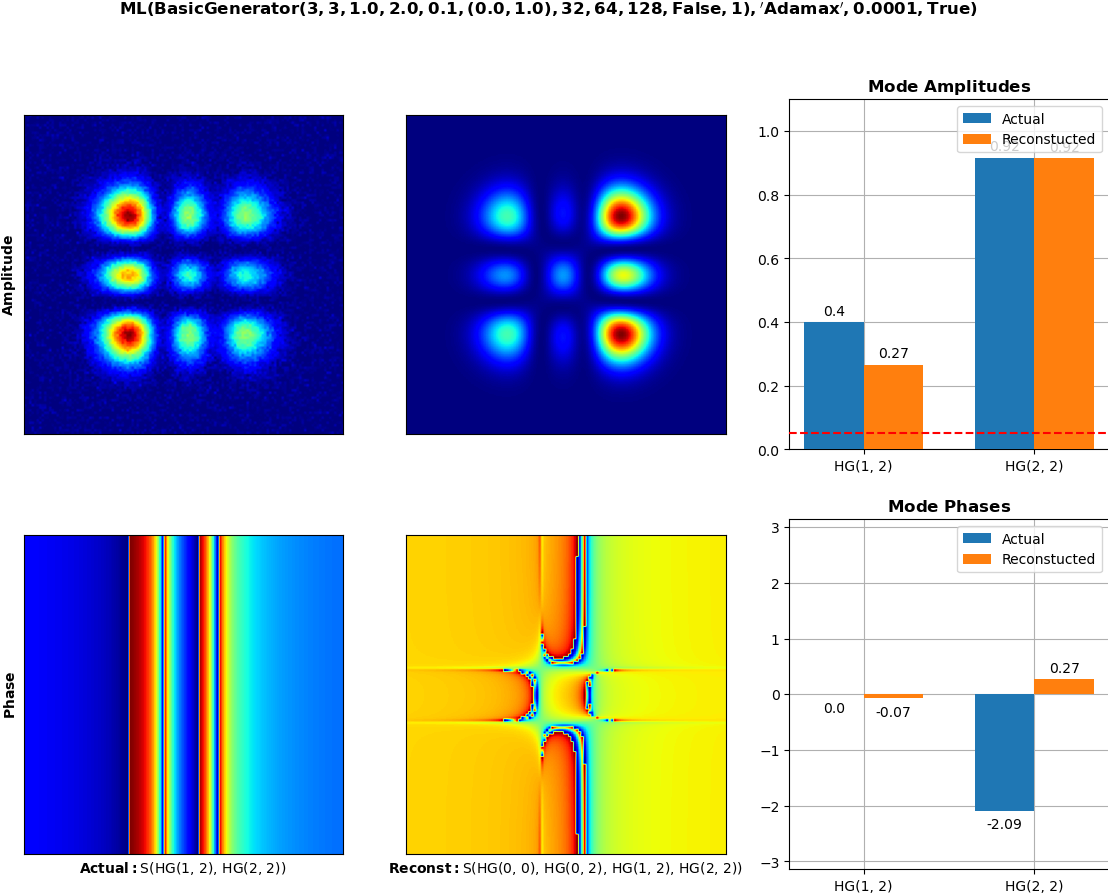 ML(BasicGenerator(3, 3, 1.0, 2.0, 0.1, (0.0, 1.0), 32, 64, 128, False, 1), 'Adamax', 0.0001, True)
Amplitude
Mode Amplitudes
Actual
Reconstucted
1.0
0.8
0.6
0.4
0.2
0.0
0.4
0.27
0.92
0.92
HG(1, 2)
HG(2, 2)
Phase
Actual: S(HG(1, 2), HG(2, 2))
Reconst: S(HG(0, 0), HG(0, 2), HG(1, 2), HG(2, 2))
Mode Phases
Actual
Reconstucted
3
2
1
0
−1
−2
−3
0.0
-0.07
-2.09
0.27
HG(1, 2)
HG(2, 2)